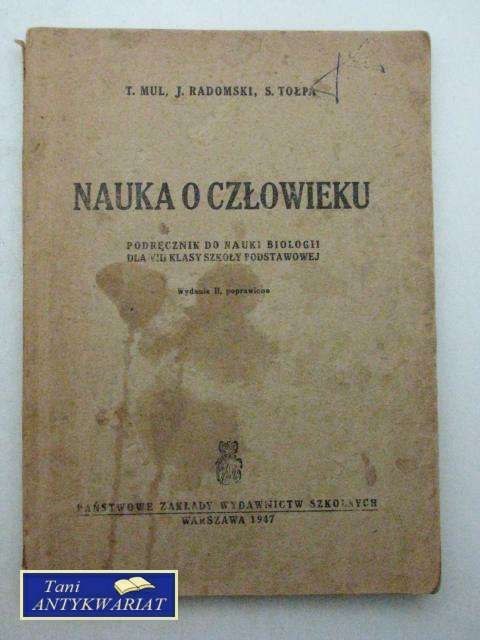 T. MUL, J. RADOMSKI, S. TOŁPA
NAUKA O CZŁOWIEKU
PODRĘCZNIK DO NAUKI BIOLOGII
DLA VII KLASY SZKOŁY PODSTAWOWEJ
Wydanie II, poprawione
PAŃSTWOWE ZAKŁADY WYDAWNICTW SZKOLNYCH
WARSZAWA 1947
Tani
ANTYKWARIAT